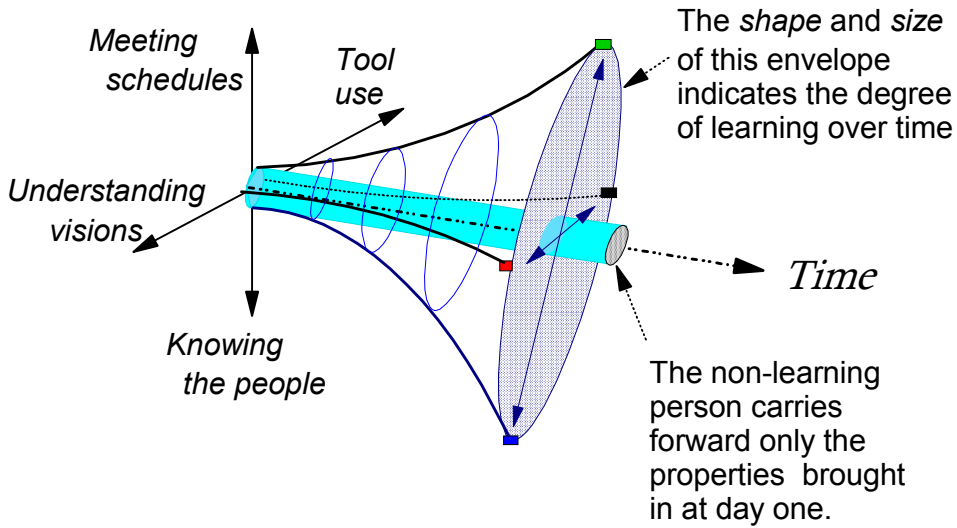 Meeting
schedules
Tool
use
The shape and size
of this envelope
indicates the degree
of learning over time
Understanding
visions
Time
Knowing
the people
The non-learning
person carries
forward only the
properties brought
in at day one.